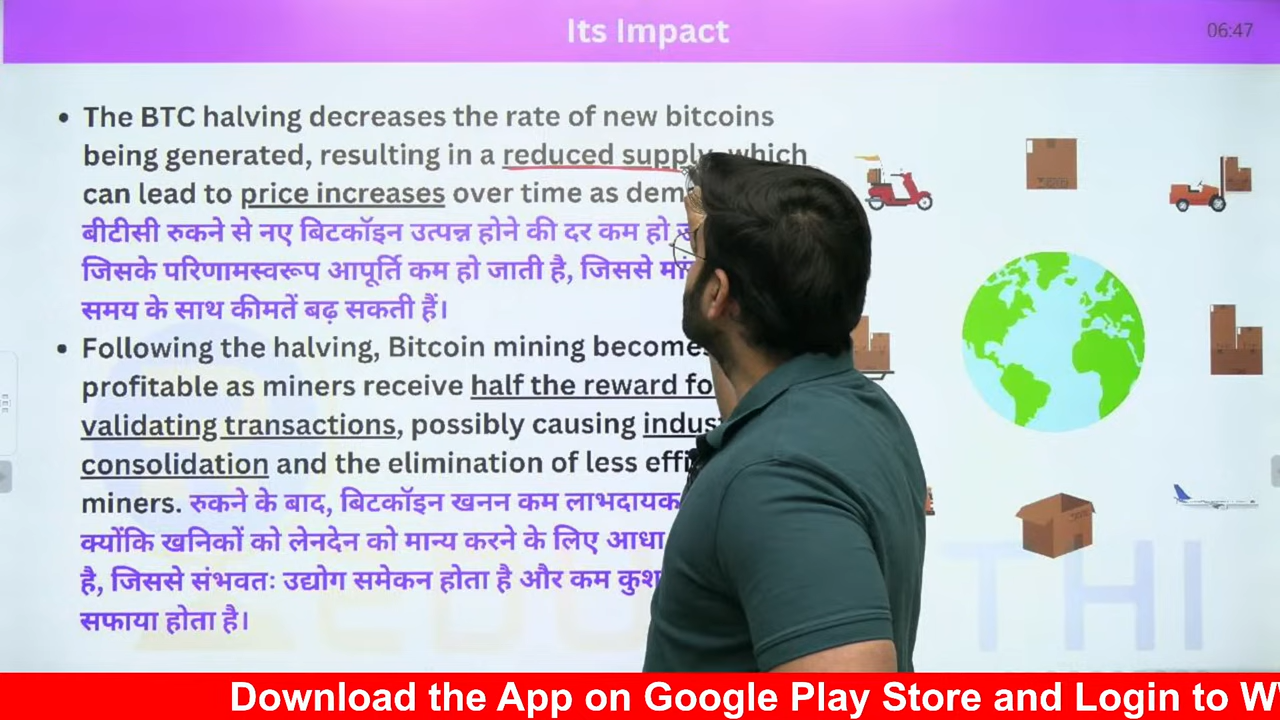 Its Impact
06:47
• The BTC halving decreases the rate of new bitcoins
being generated, resulting in a reduced supply, which
can lead to price increases over time as
बीटीसी रुकने से नए बिटकॉइन उत्पन्न होने की दर कम हो
जिसके परिणामस्वरूप आपूर्ति कम हो जाती है, जिससे
समय के साथ कीमतें बढ़ सकती हैं।
• Following the halving, Bitcoin mining becomes
profitable as miners receive half the reward
validating transactions, possibly causing
consolidation and the elimination of less
miners. रुकने के बाद, बिटकॉइन खनन कम लाभदायक
क्योंकि खनिकों को लेनदेन को मान्य करने के लिए आधा
है, जिससे संभवतः उद्योग समेकन होता है और कम
सफाया होता है।
THI
Download the App on Google Play Store and Login to